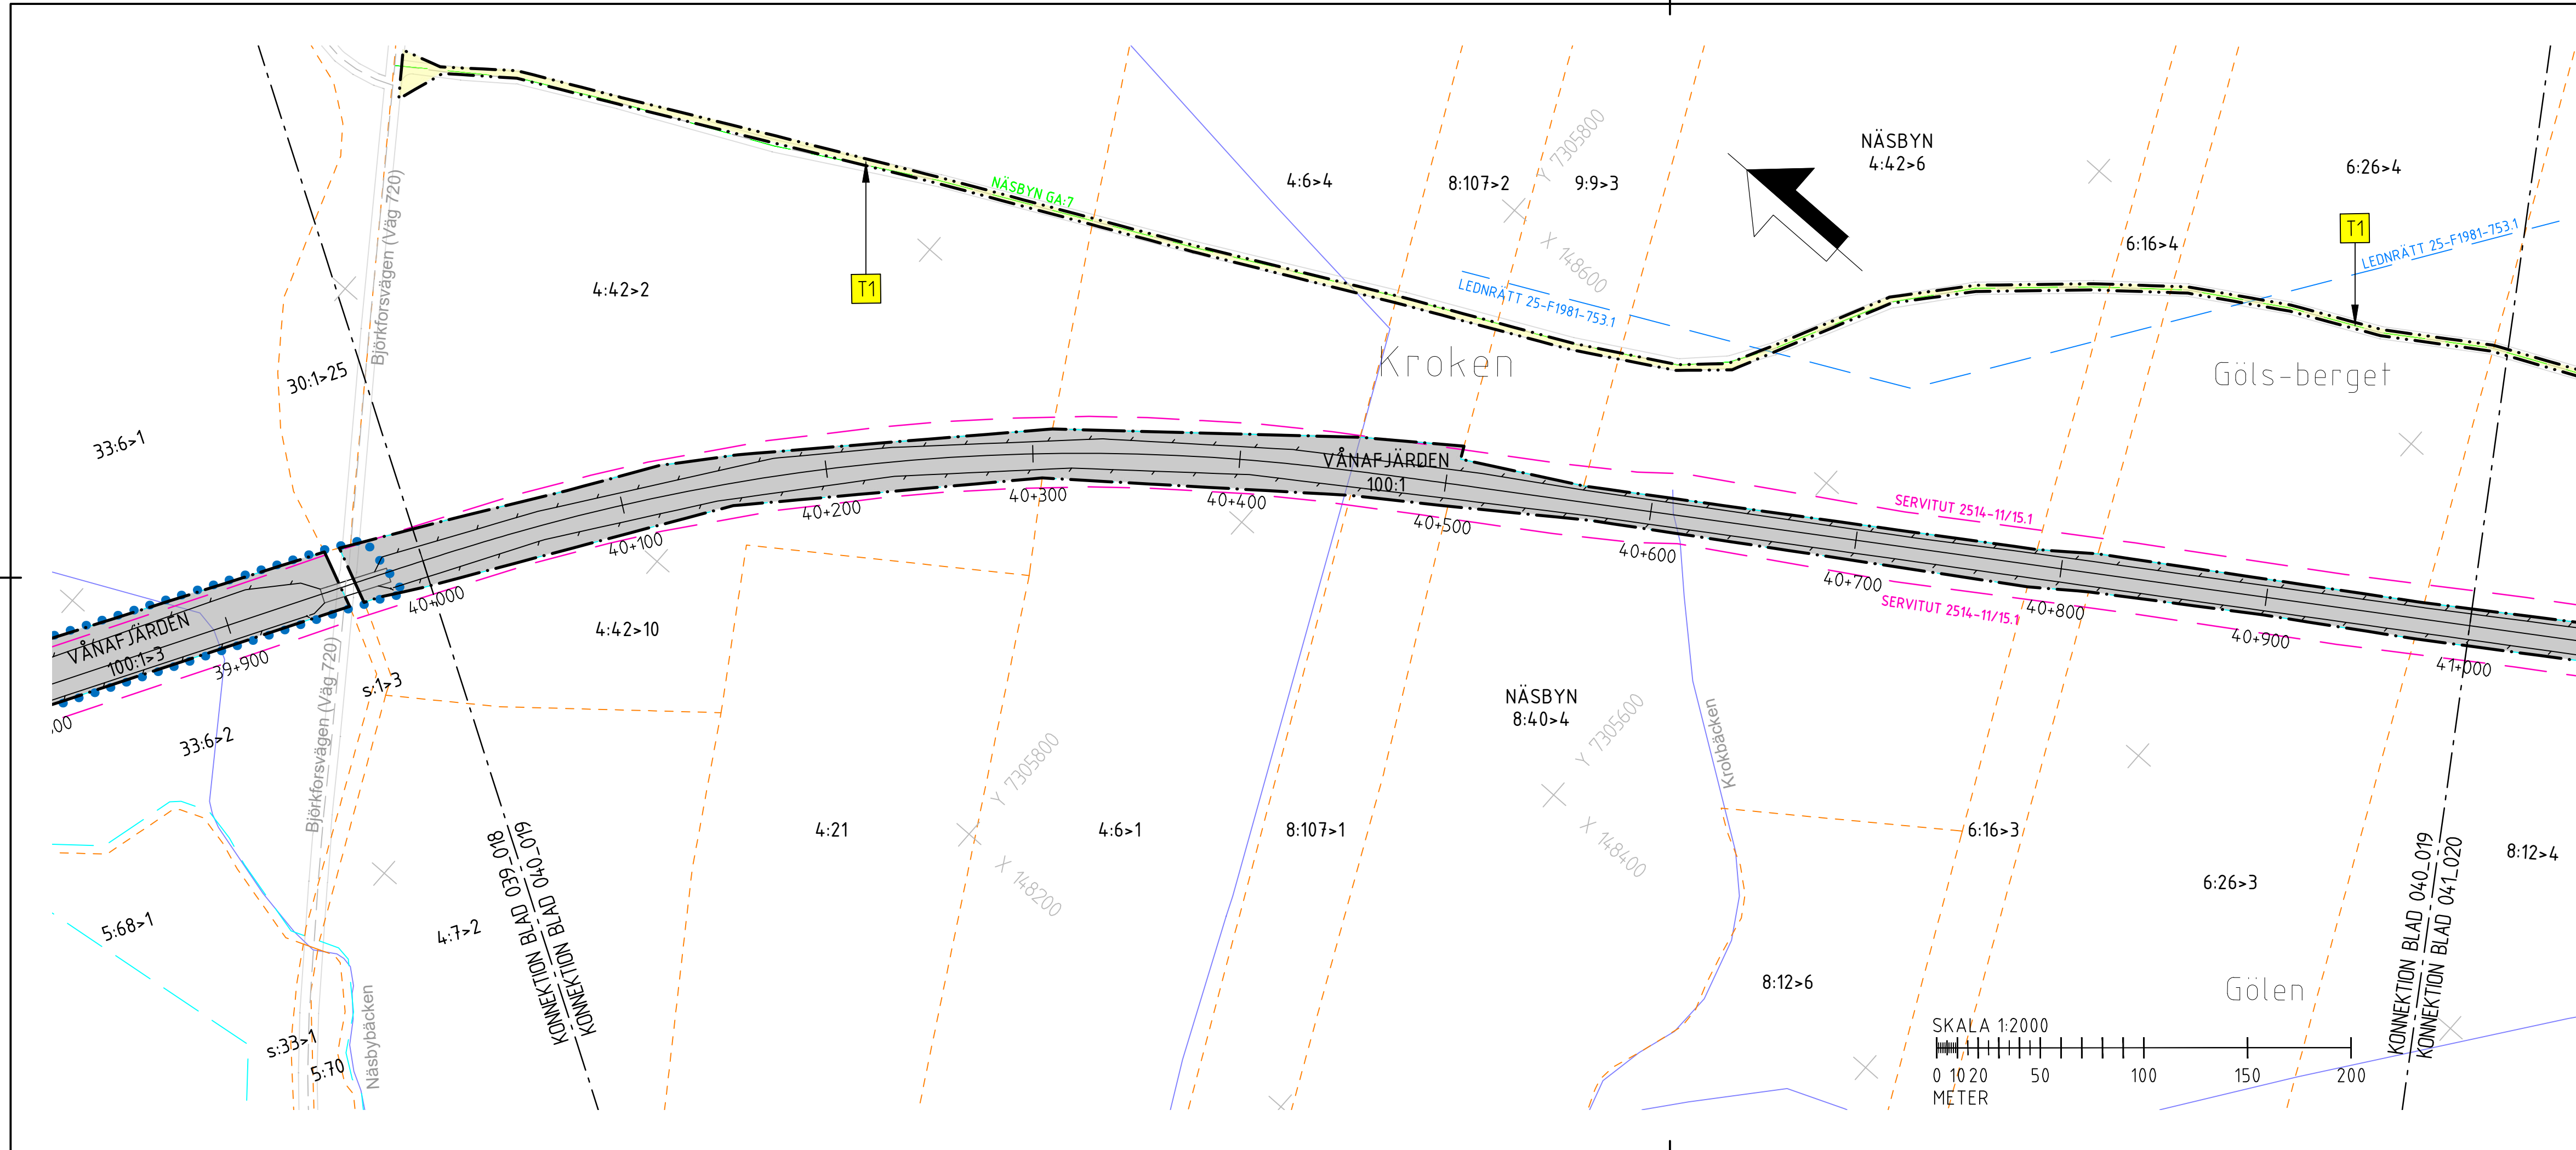 NÄSBYN
4:42>6
6:26>4
4:6>4
8:107>2
9:9>3
Y 7305800
X 148600
6:16>4
T1
LEDNRÄTT 25-F1981-753.1
NÄSBYN GA:7
Björkforsvägen (Väg 720)
4:42>2
T1
LEDNRÄTT 25-F1981-753.1
Kroken
Göls-berget
30:1>25
33:6>1
VÅNAFJÄRDEN
100:1
SERVITUT 2514-11/15.1
SERVITUT 2514-11/15.1
39+900
40+000
40+100
40+200
40+300
40+400
40+500
40+600
40+700
40+800
40+900
41+000
VÅNAFJÄRDEN
100:1>3
4:42>10
s:1>3
33:6>2
Björkforsvägen (Väg 720)
NÄSBYN
8:40>4
Krokbäcken
Y 7305600
X 148400
Y 7305800
X 148200
4:21
4:6>1
8:107>1
6:16>3
6:26>3
8:12>4
KONNEKTION BLAD 039_018
KONNEKTION BLAD 040_019
KONNEKTION BLAD 040_019
KONNEKTION BLAD 041_020
5:68>1
4:7>2
8:12>6
Gölen
s:33>1
5:70
Näsbybäcken
SKALA 1:2000
0 10 20 50 100 150 200
METER